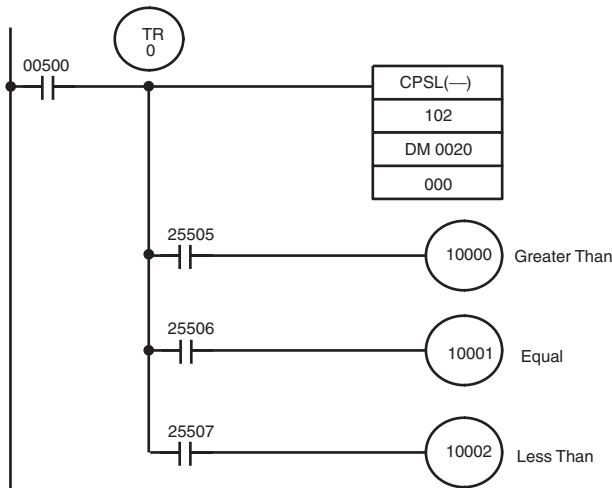 TR
0
00500
CPSL(––)
102
DM 0020
000
25505
10000
Greater Than
25506
10001
Equal
25507
10002
Less Than